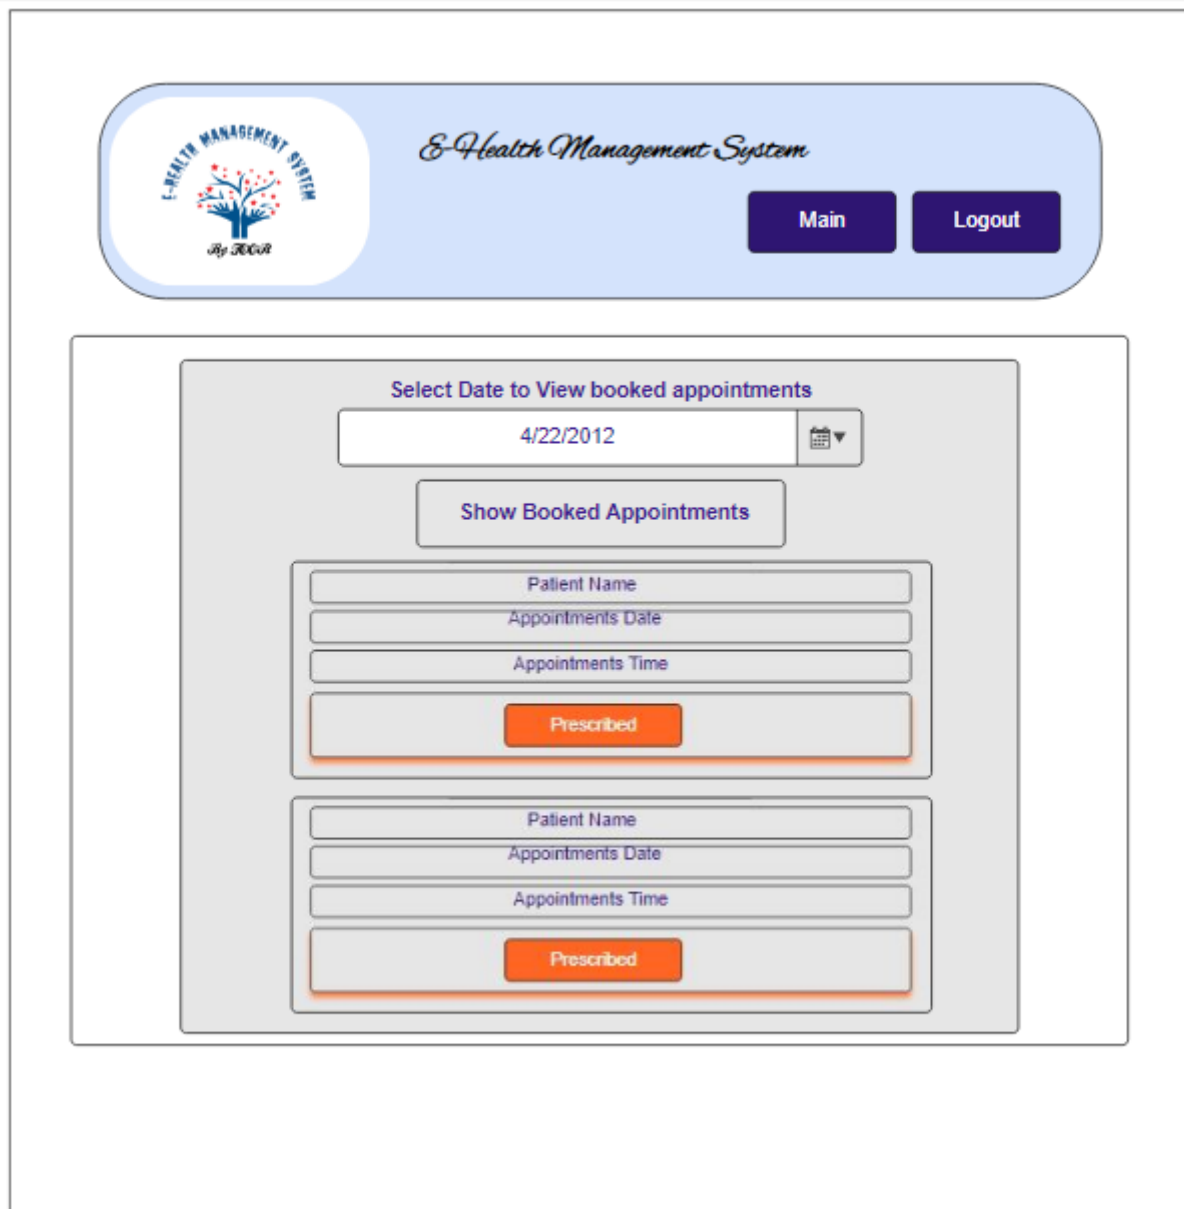 E-HEALTH MANAGEMENT SYSTEM
By
E-Health Management System
Main
Logout
Select Date to View booked appointments
4/22/2012
Show Booked Appointments
Patient Name
Appointments Date
Appointments Time
Prescribed
Patient Name
Appointments Date
Appointments Time
Prescribed